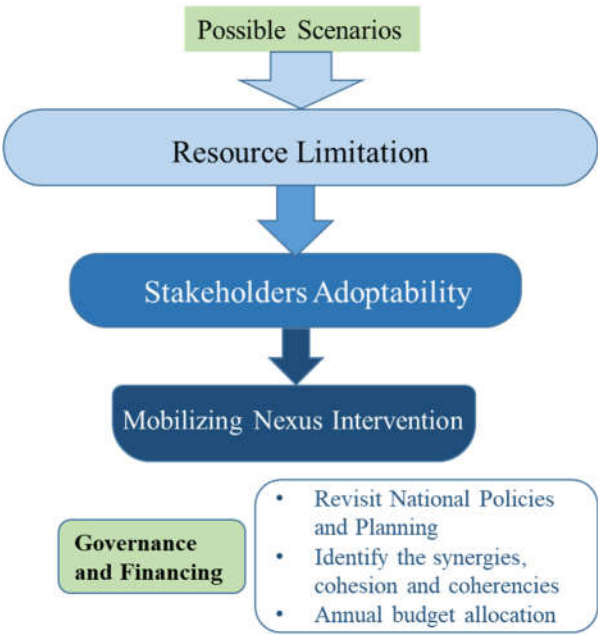 Possible Scenarios
Resource Limitation
Stakeholders Adoptability
Mobilizing Nexus Intervention
Governance
and Financing
• Revisit National Policies
and Planning
• Identify the synergies,
cohesion and coherencies
• Annual budget allocation